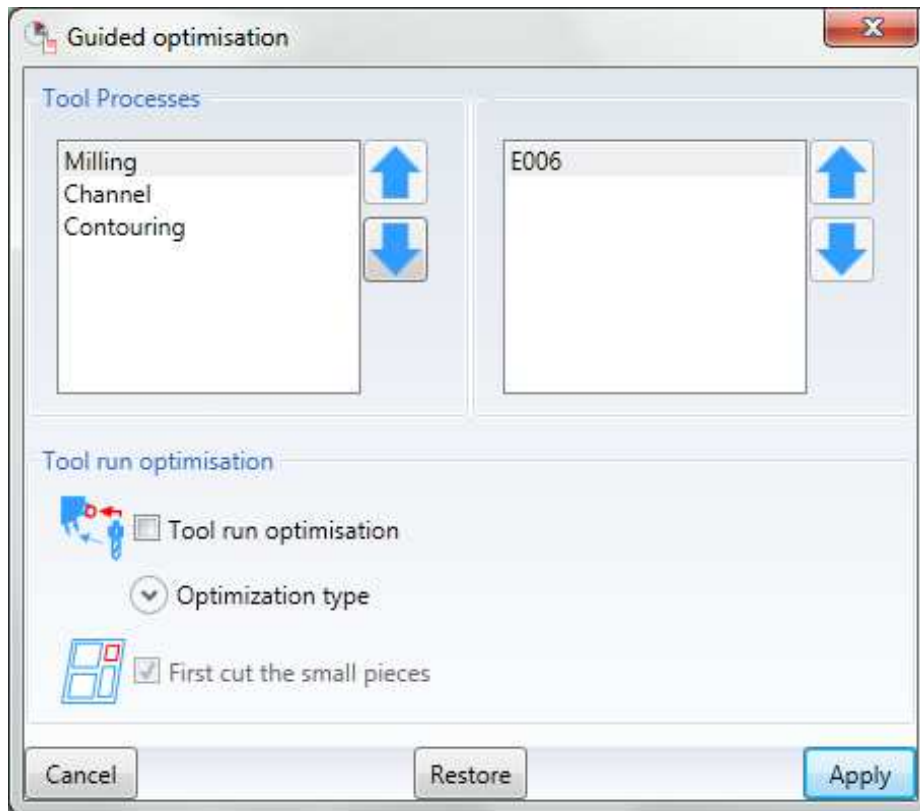 Guided optimisation
Tool Processes
Milling
Channel
Contouring
E006
Tool run optimisation
Tool run optimisation
Optimization type
First cut the small pieces
Cancel
Restore
Apply